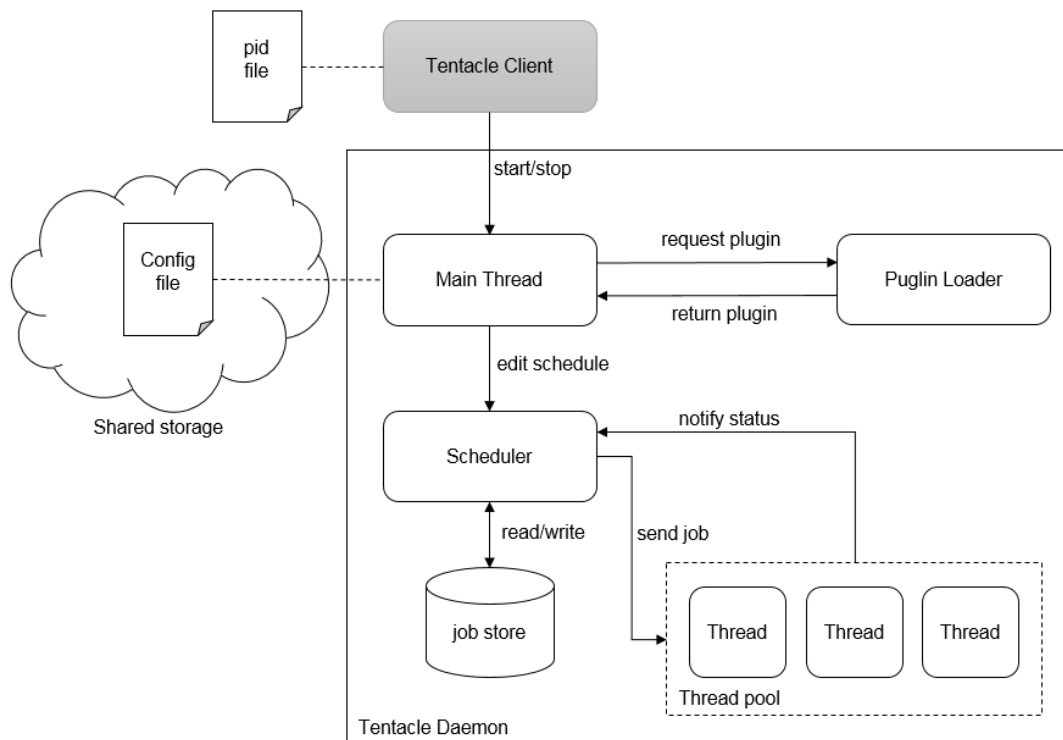 pid
file
Tentacle Client
start/stop
Config
file
Main Thread
request plugin
return plugin
Puglin Loader
edit schedule
Shared storage
Scheduler
notify status
read/write
send job
job store
Thread
Thread
Thread
Thread pool
Tentacle Daemon